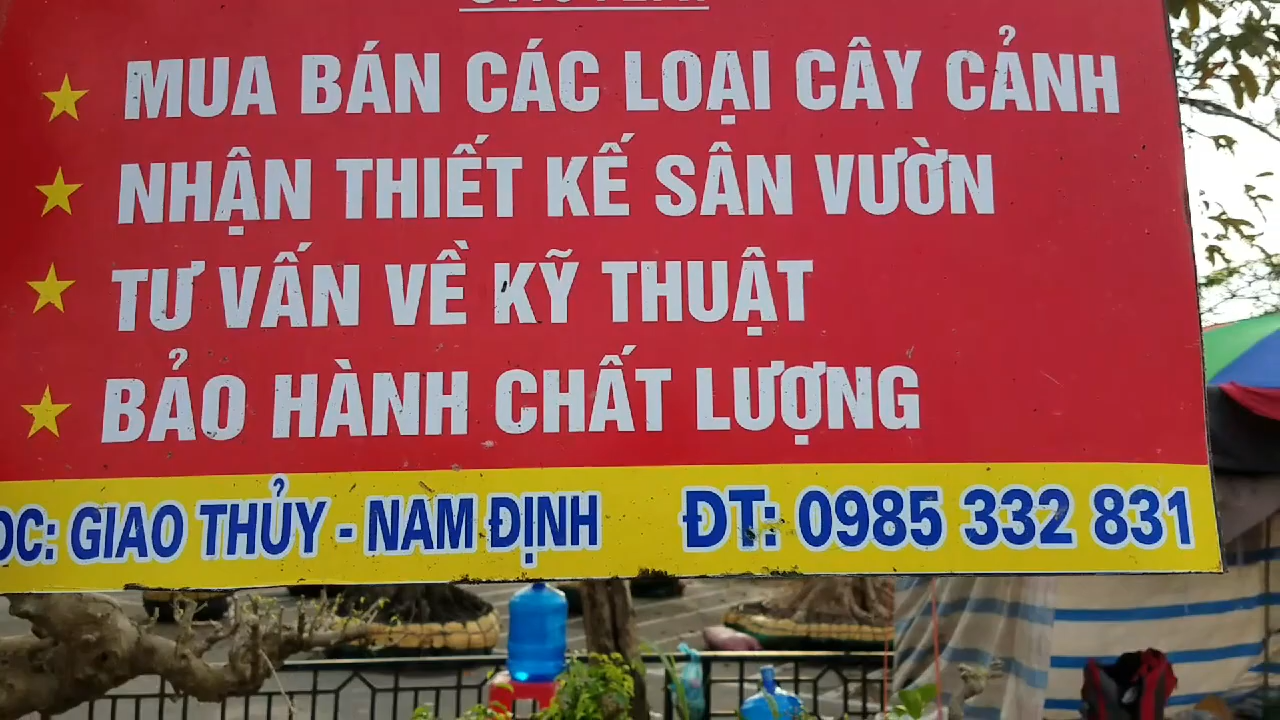 MUA BÁN CÁC LOẠI CÂY CẢNH
NHẬN THIẾT KẾ SÂN VƯỜN
TƯ VẤN VỀ KỸ THUẬT
BẢO HÀNH CHẤT LƯỢNG
ĐC: GIAO THỦY - NAM ĐỊNH ĐT: 0985 332 831